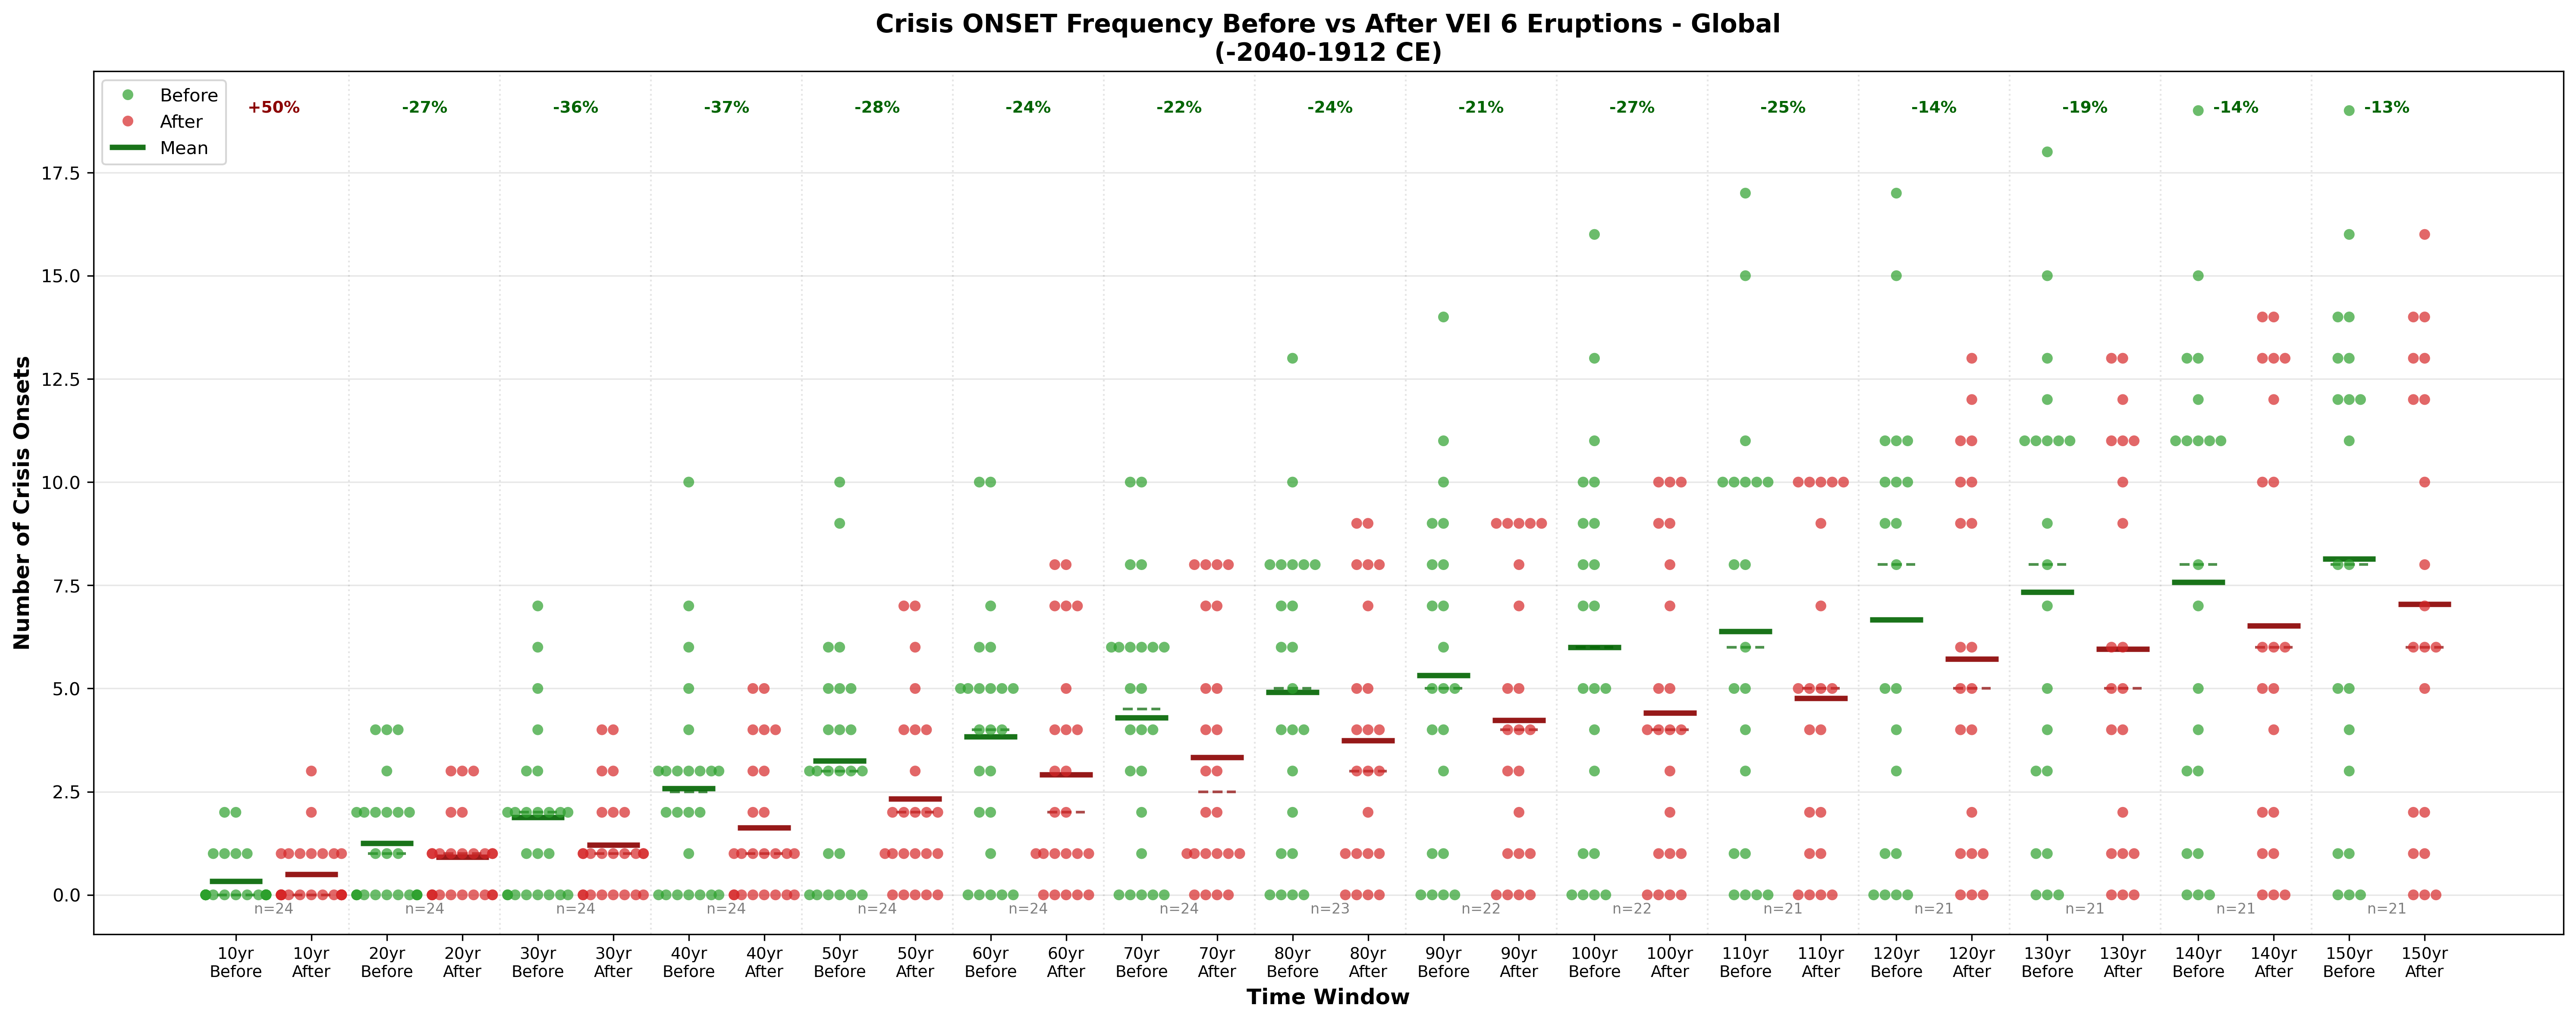 Crisis ONSET Frequency Before vs After VEI 6 Eruptions - Global
(-2040-1912 CE)
Before
After
Mean
+50%
-27%
-36%
-37%
-28%
-24%
-22%
-24%
-21%
-27%
-25%
-14%
-19%
-14%
-13%
Number of Crisis Onsets
17.5
15.0
12.5
10.0
7.5
5.0
2.5
0.0
n=24
n=24
n=24
n=24
n=24
n=24
n=24
n=23
n=22
n=22
n=21
n=21
n=21
n=21
n=21
10yr
Before
10yr
After
20yr
Before
20yr
After
30yr
Before
30yr
After
40yr
Before
40yr
After
50yr
Before
50yr
After
60yr
Before
60yr
After
70yr
Before
70yr
After
80yr
Before
80yr
After
90yr
Before
90yr
After
100yr
Before
100yr
After
110yr
Before
110yr
After
120yr
Before
120yr
After
130yr
Before
130yr
After
140yr
Before
140yr
After
150yr
Before
150yr
After
Time Window